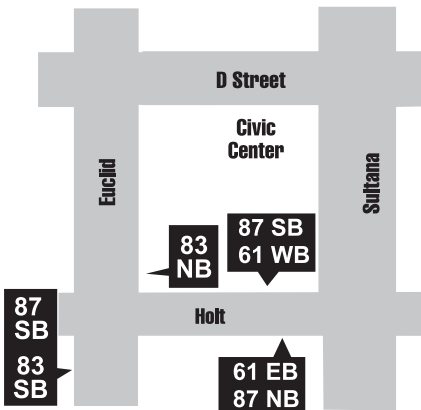 D Street
Civic
Center
Euclid
Sultana
83
NB
87 SB
61 WB
87
SB
83
SB
Holt
61 EB
87 NB